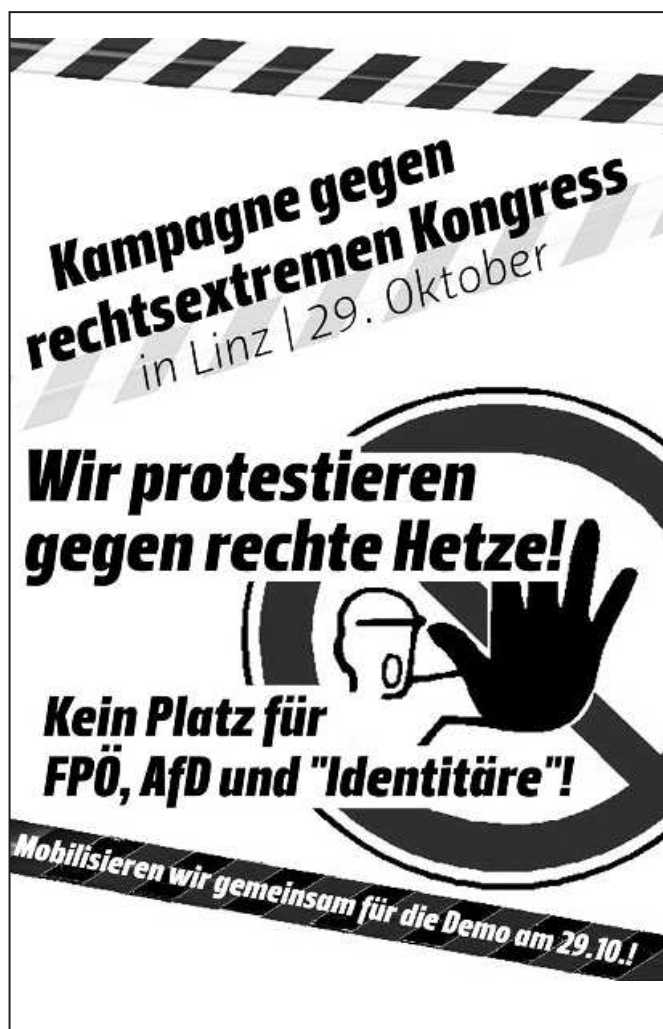 Kampagne gegen
rechtsextremen Kongress
in Linz | 29. Oktober
Wir protestieren
gegen rechte Hetze!
Kein Platz für
FPÖ, AfD und "Identitäre"!
Mobilisieren wir gemeinsam für die Demo am 29.10.!